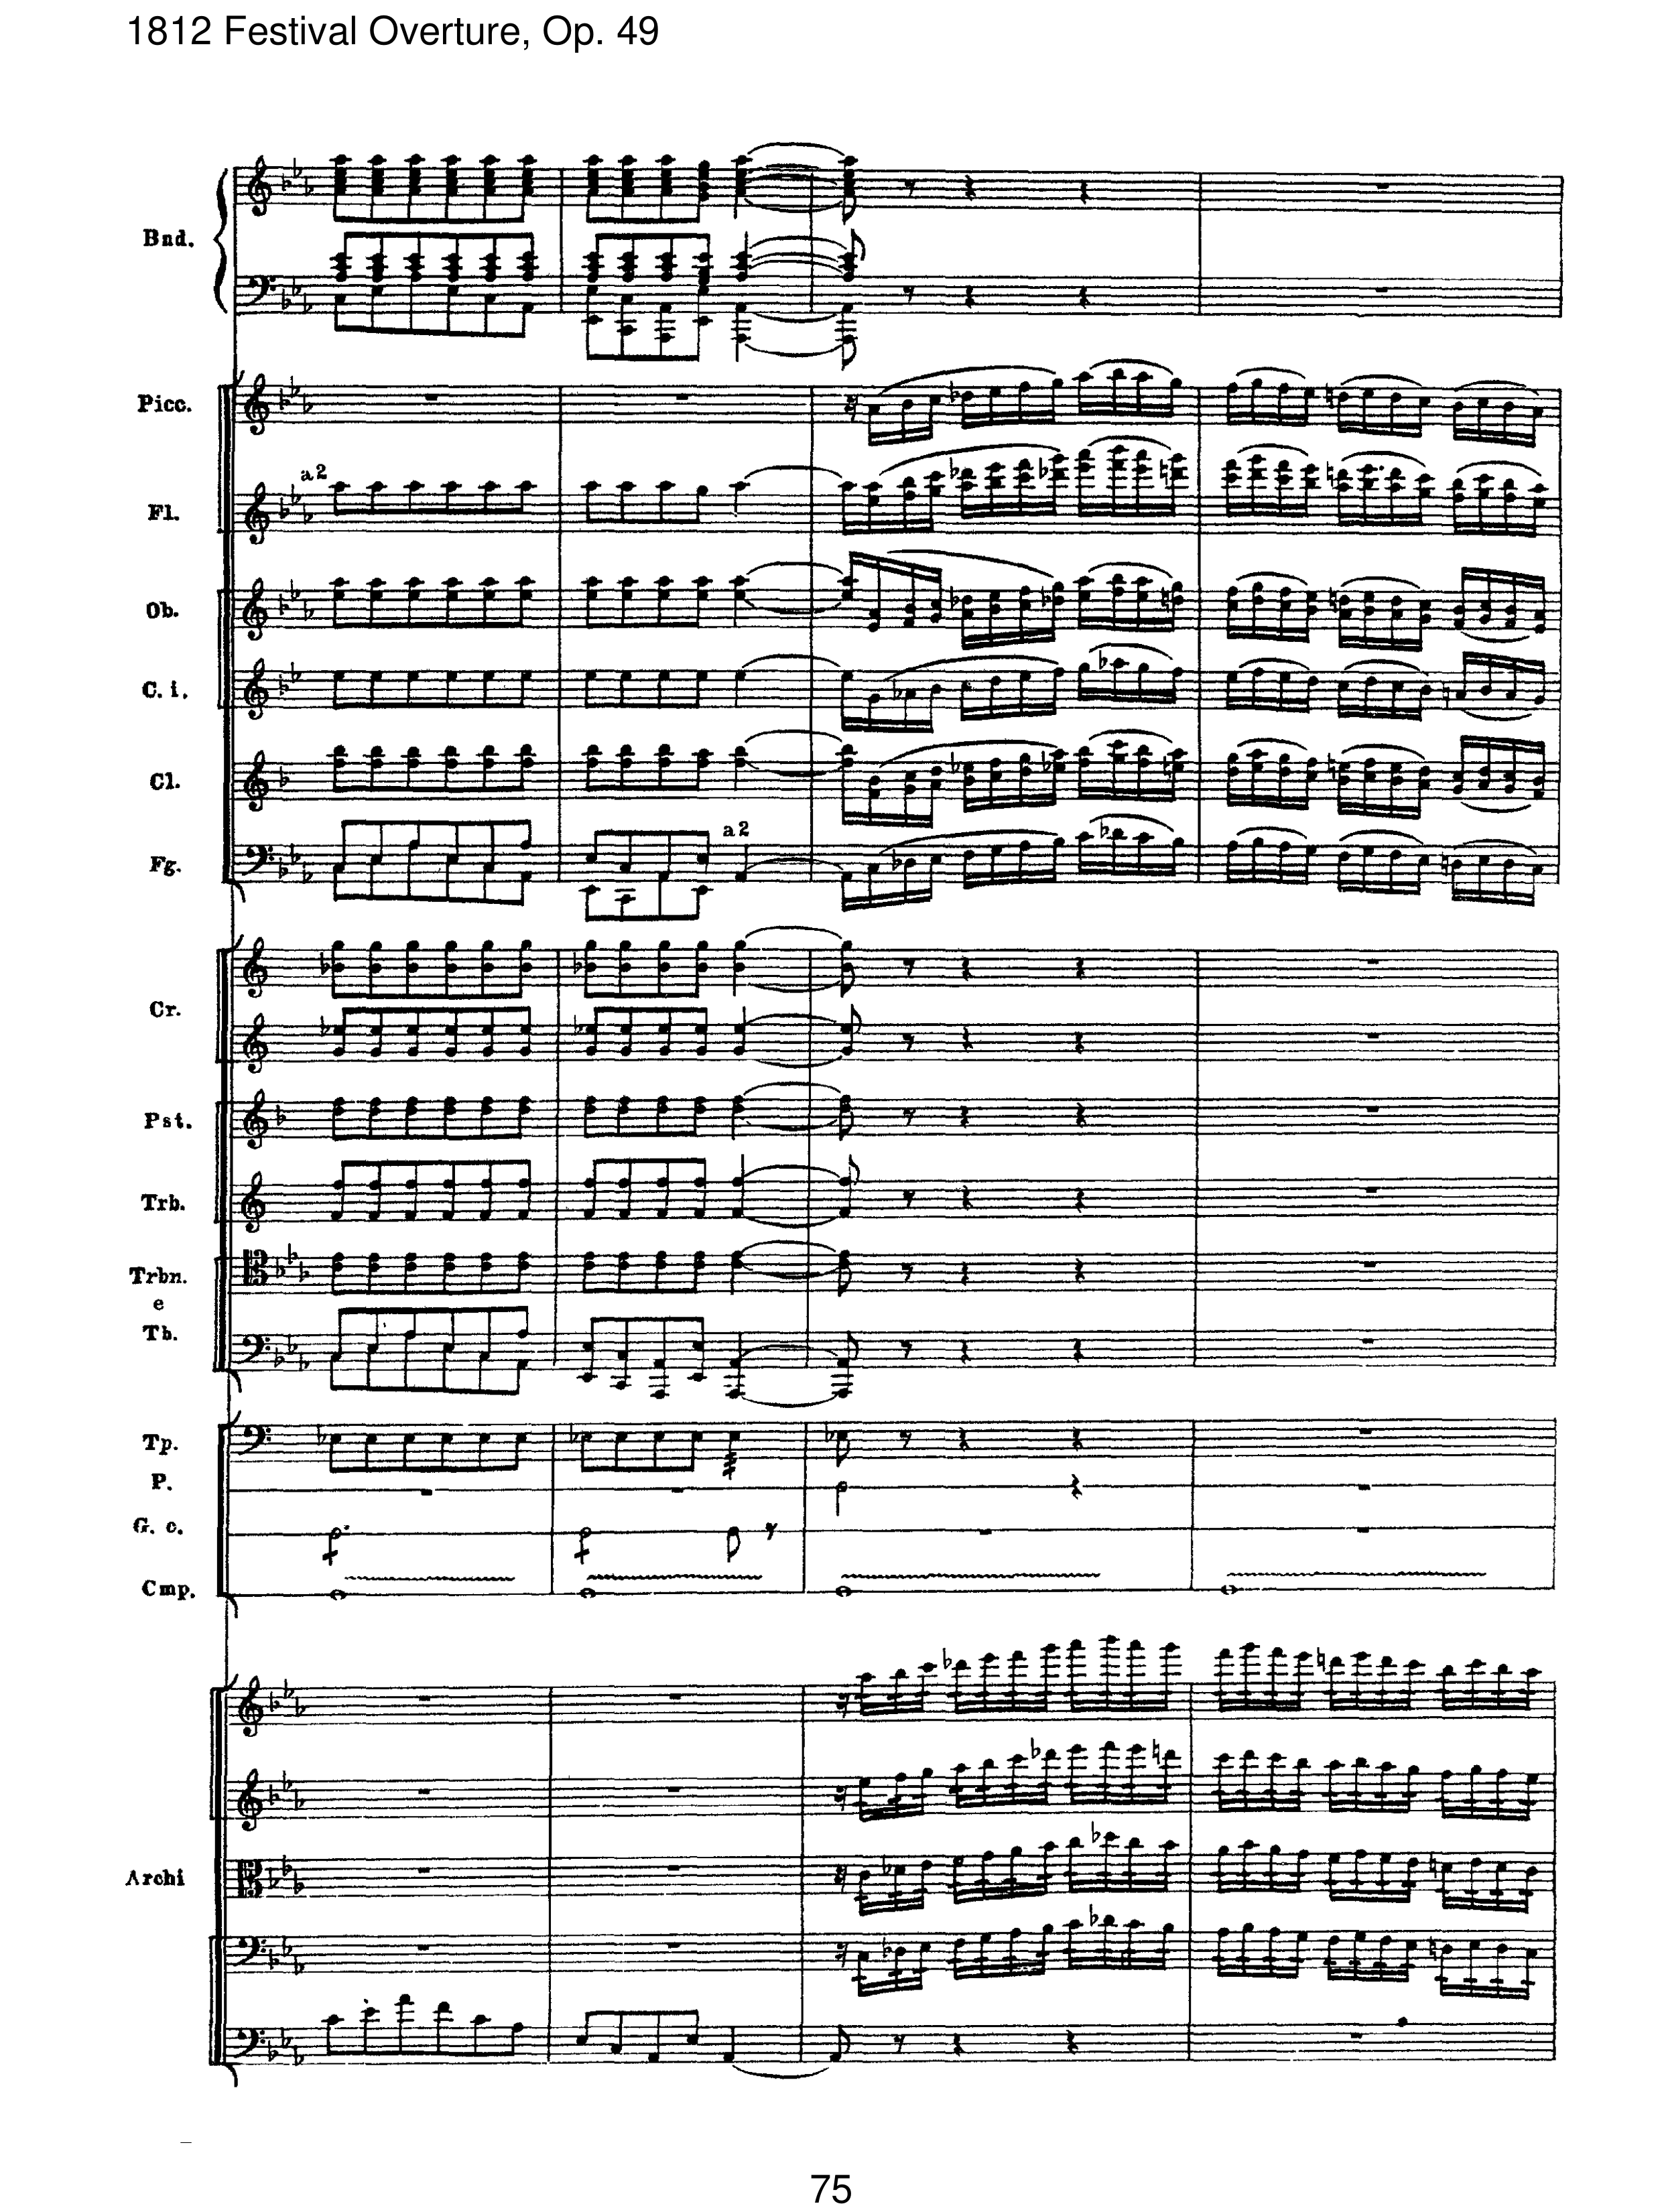 1812 Festival Overture, Op. 49
Bnd.
Picc.
a2
Fl.
Ob.
C. i.
Cl.
a2
Fg.
Cr.
Pst.
Trb.
Trbn.
e
Tb.
Tp.
P.
G. c.
Cmp.
Archi
75